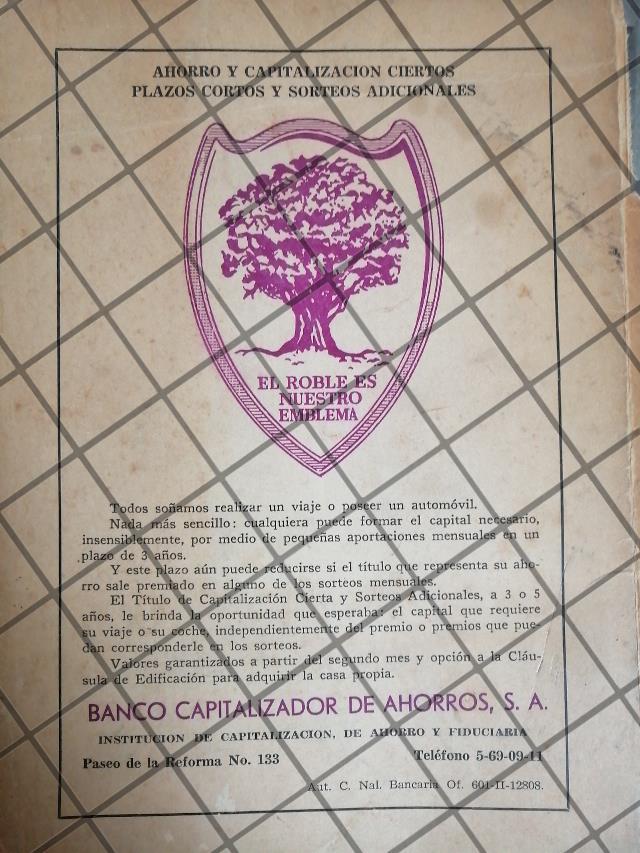 AHORRO Y CAPITALIZACION CIERTOS
PLAZOS CORTOS Y SORTEOS ADICIONALES
EL ROBLE ES
NUESTRO
EMBLEMA
Todos soñamos realizar un viaje o poseer un automóvil.
Nada más sencillo: cualquiera puede formar el capital necesario,
insensiblemente, por medio de pequeñas aportaciones mensuales en un
plazo de 3 años.
Y este plazo aún puede reducirse si el título que representa su aho-
rro sale premiado en alguno de los sorteos mensuales.
El Título de Capitalización Cierta y Sorteos Adicionales, a 3 o 5
años, le brinda la oportunidad que esperaba: el capital que requiere
su viaje o su coche, independientemente del premio o premios que pue-
dan corresponderle en los sorteos.
Valores garantizados a partir del segundo mes y opción a la Cláu-
sula de Edificación para adquirir la casa propia.
BANCO CAPITALIZADOR DE AHORROS, S. A.
INSTITUCION DE CAPITALIZACION, DE AHORRO Y FIDUCIARIA
Paseo de la Reforma No. 133 Teléfono 5-69-09-11
Aut. C. Nal. Bancaria Of. 601-II-12808.